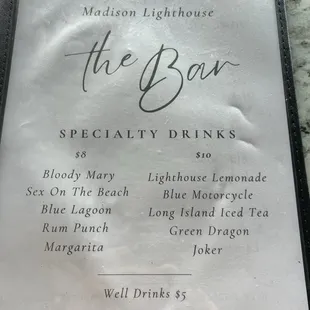 Madison Lighthouse
the Bar
SPECIALTY DRINKS
$8
Bloody Mary
Sex On The Beach
Blue Lagoon
Rum Punch
Margarita
$10
Lighthouse Lemonade
Blue Motorcycle
Long Island Iced Tea
Green Dragon
Joker
Well Drinks $5